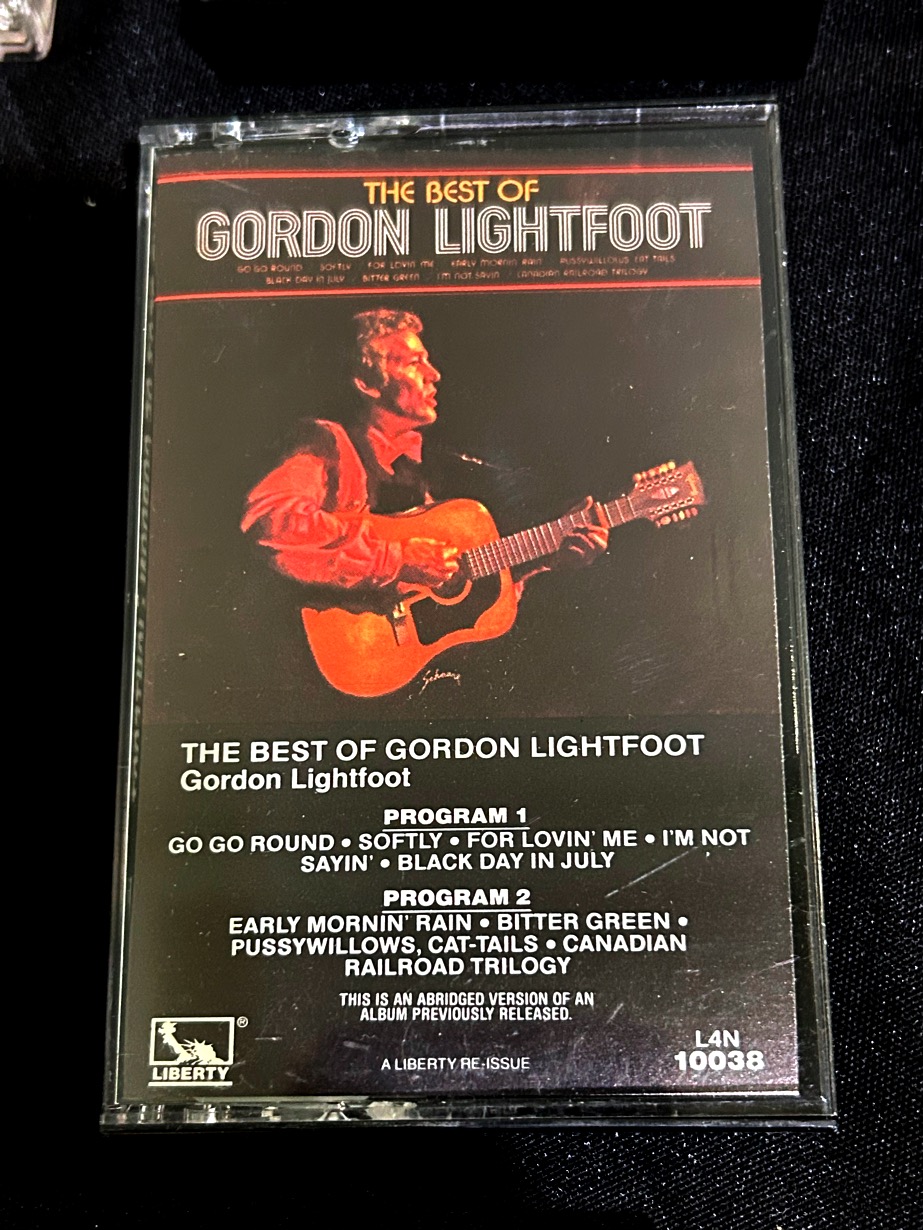 THE BEST OF
GORDON LIGHTFOOT
GO GO ROUND SOFTLY FOR LOVIN' ME EARLY MORNIN RAIN PUSSYWILLOWS CAT TAILS
BLACK DAY IN JULY BITTER GREEN I'M NOT SAYIN CANADIAN RAILROAD TRILOGY
THE BEST OF GORDON LIGHTFOOT
Gordon Lightfoot
PROGRAM 1
GO GO ROUND • SOFTLY • FOR LOVIN' ME • I'M NOT
SAYIN' • BLACK DAY IN JULY
PROGRAM 2
EARLY MORNIN' RAIN • BITTER GREEN •
PUSSYWILLOWS, CAT-TAILS • CANADIAN
RAILROAD TRILOGY
THIS IS AN ABRIDGED VERSION OF AN
ALBUM PREVIOUSLY RELEASED.
LIBERTY ®
A LIBERTY RE-ISSUE
L4N
10038